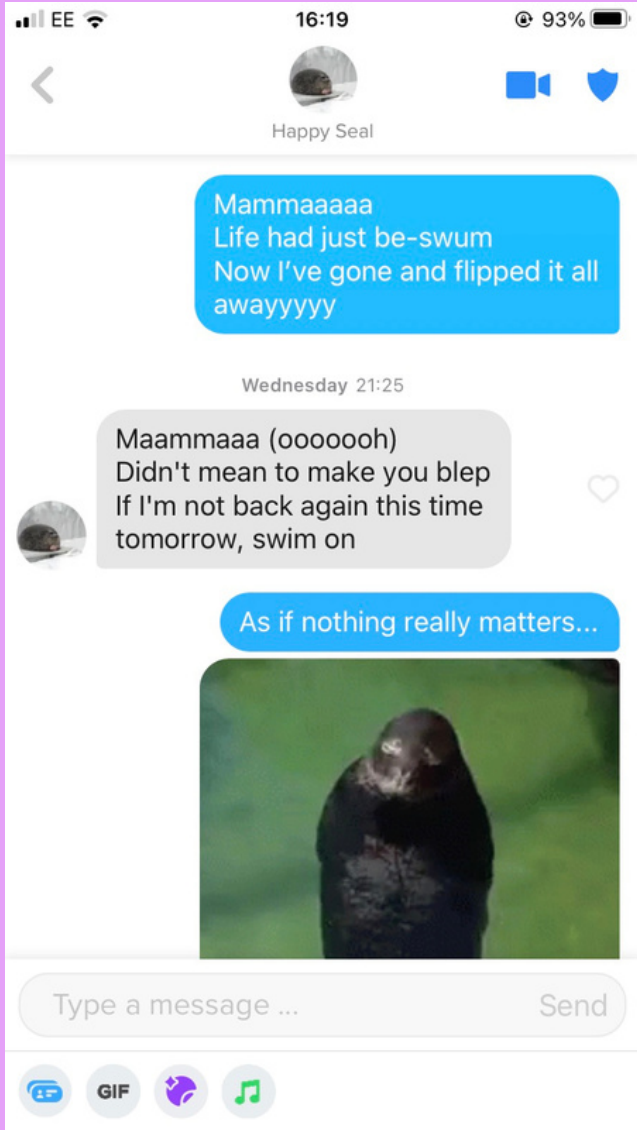 EE
16:19
93%
Happy Seal
Mammaaaaa
Life had just be-swum
Now I’ve gone and flipped it all
awayyyyy
Wednesday 21:25
Maammaaa (ooooooh)
Didn't mean to make you blep
If I'm not back again this time
tomorrow, swim on
As if nothing really matters...
Type a message ...
Send
GIF